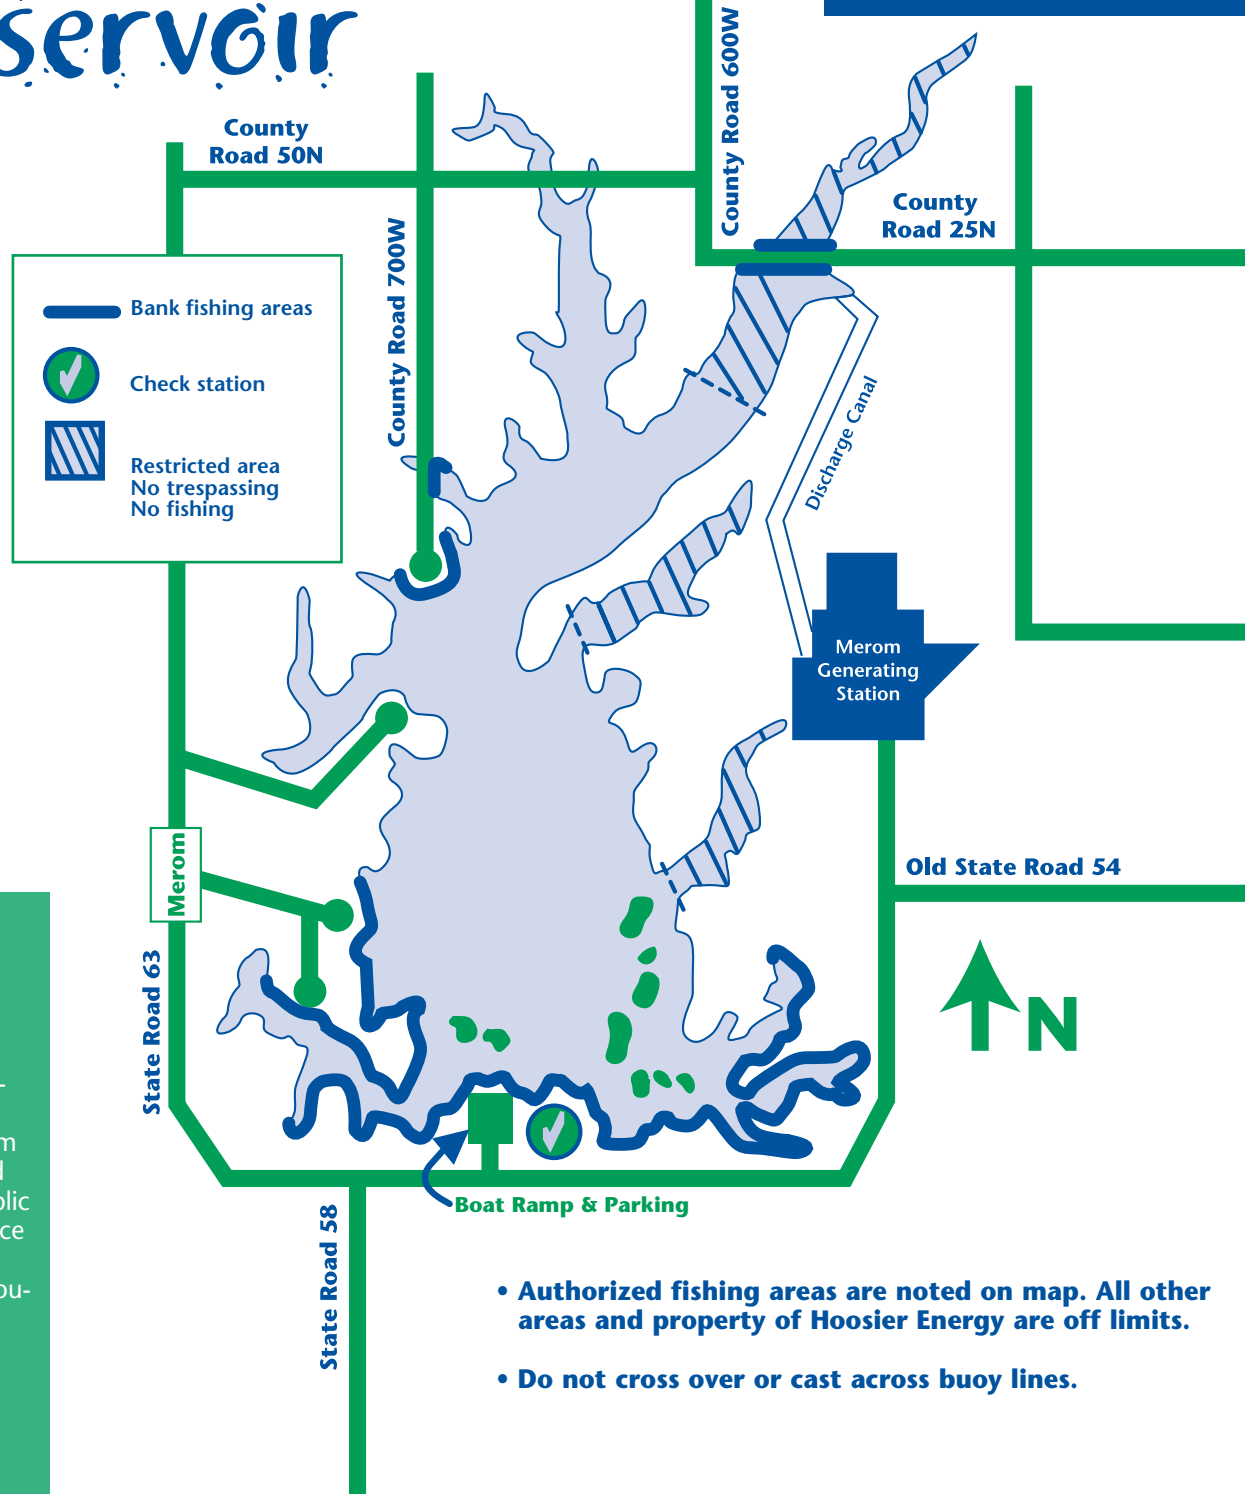 servoir
County
Road 50N
County Road 600W
County
Road 25N
County Road 700W
Bank fishing areas
Check station
Restricted area
No trespassing
No fishing
Discharge Canal
Merom
Generating
Station
Merom
Old State Road 54
State Road 63
N
Boat Ramp & Parking
State Road 58
• Authorized fishing areas are noted on map. All other
areas and property of Hoosier Energy are off limits.
• Do not cross over or cast across buoy lines.